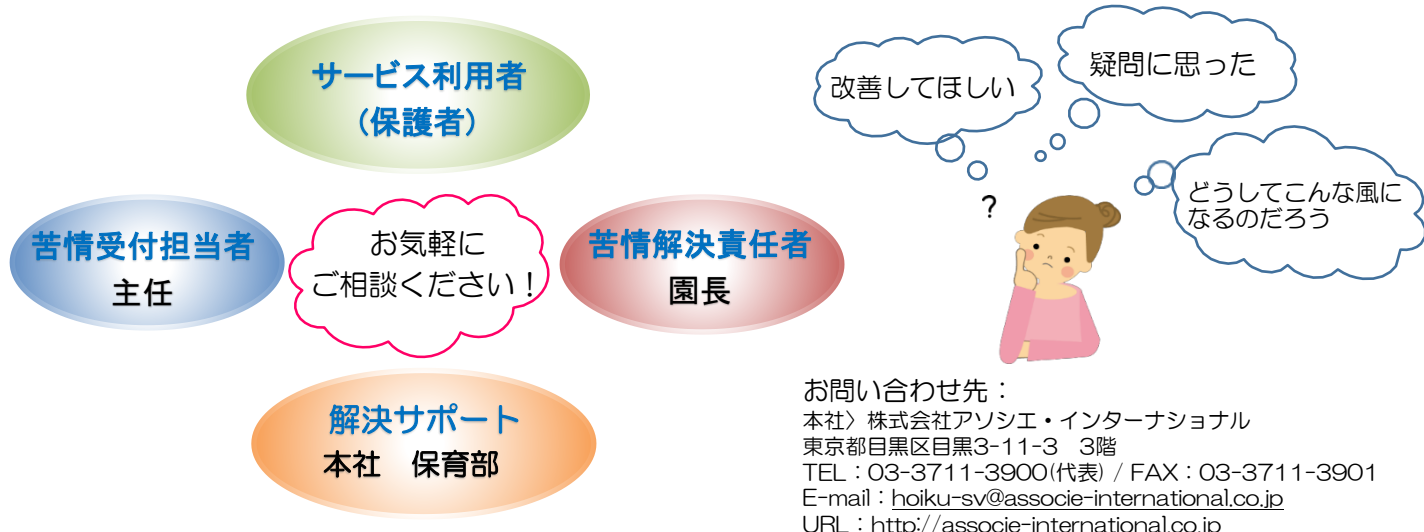 サービス利用者
(保護者)
苦情受付担当者
主任
お気軽に
ご相談ください！
苦情解決責任者
園長
解決サポート
本社　保育部
改善してほしい
疑問に思った
どうしてこんな風に
なるのだろう
?
お問い合わせ先：
本社〉株式会社アソシエ・インターナショナル
東京都目黒区目黒3-11-3　3階
TEL：03-3711-3900(代表) / FAX：03-3711-3901
E-mail：hoiku-sv@associe-international.co.jp
URL：http://associe-international.co.jp